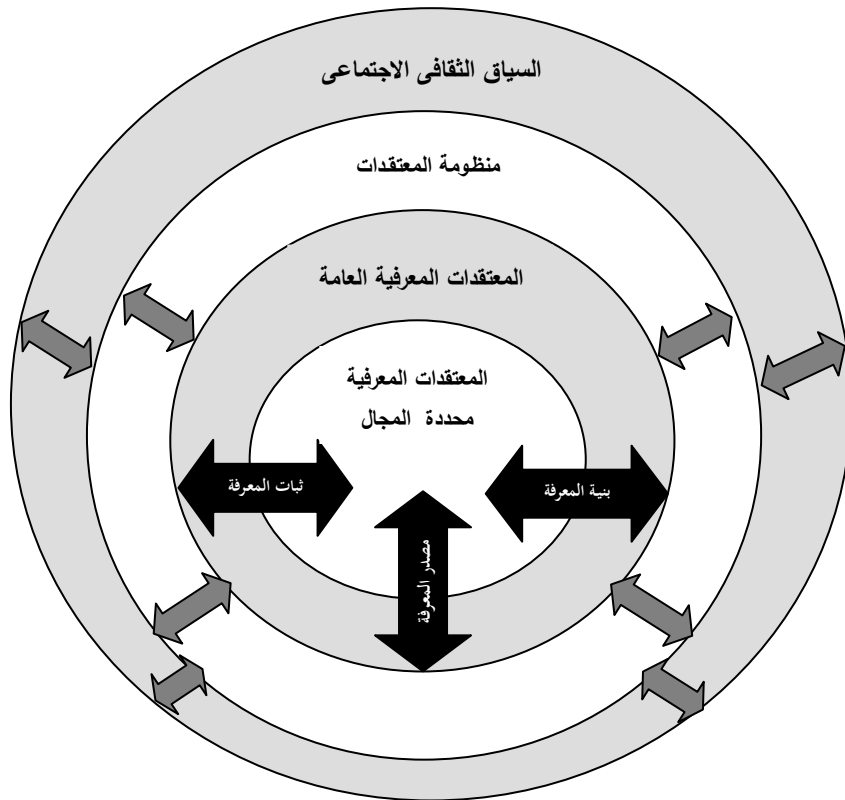 السياق الثقافى الاجتماعى
منظومة المعتقدات
المعتقدات المعرفية العامة
المعتقدات المعرفية
محددة المجال
بنية المعرفة
ثبات المعرفة
مصدر المعرفة